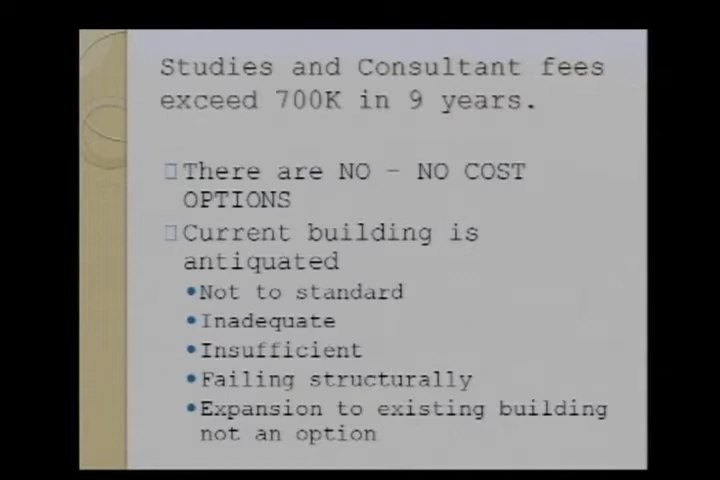 Studies and Consultant fees
exceed 700K in 9 years.
There are NO – NO COST
OPTIONS
Current building is
antiquated
•Not to standard
•Inadequate
•Insufficient
•Failing structurally
•Expansion to existing building
not an option